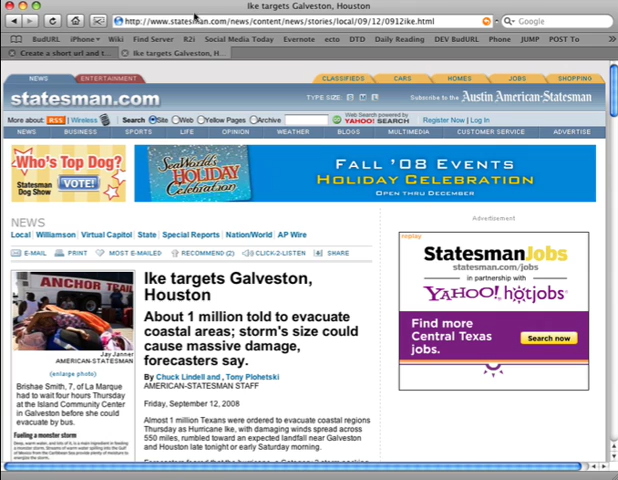 Ike targets Galveston, Houston
http://www.statesman.com/news/content/news/stories/local/09/12/0912ike.html
Google
BudURL iPhone Wiki Find Server R2i Social Media Today Evernote ecto Daily Travel DEV BudURL Phone JUMP POST to Twitter
Create a short url and t...
Ike targets Galveston, H...
NEWS ENTERTAINMENT CLASSIFIEDS CARS HOMES JOBS SHOPPING
statesman.com
TYPE SIZE: S M L
Subscribe to the Austin American-Statesman
More about: RSS | Wireless
Search Site Web Yellow Pages Archive
Web Search powered by
YAHOO! SEARCH
Register Now | Log In
NEWS BUSINESS SPORTS LIFE OPINION WEATHER BLOGS MULTIMEDIA CUSTOMER SERVICE ADVERTISE
Who's Top Dog?
Statesman
Dog Show
VOTE!
SeaWorld's
HOLIDAY
Celebration
FALL '08 EVENTS
HOLIDAY CELEBRATION
OPEN THRU DECEMBER
NEWS
Local Williamson Virtual Capitol State Special Reports Nation/World AP Wire
E-MAIL PRINT MOST E-MAILED RECOMMEND (2) CLICK-2-LISTEN SHARE
ANCHOR TRAIL
Jay Janner
AMERICAN-STATESMAN
(enlarge photo)
Brishae Smith, 7, of La Marque
had to wait four hours Thursday
at the Island Community Center
in Galveston before she could
evacuate by bus.
Fueling a monster storm
Ike targets Galveston,
Houston
About 1 million told to evacuate
coastal areas; storm's size could
cause massive damage,
forecasters say.
By Chuck Lindell and , Tony Plohetski
AMERICAN-STATESMAN STAFF
Friday, September 12, 2008
Almost 1 million Texans were ordered to evacuate coastal regions
Thursday as Hurricane Ike, with damaging winds spread across
550 miles, rumbled toward an expected landfall near Galveston
and Houston late tonight or early Saturday morning.
Advertisement
replay
StatesmanJobs
statesman.com/jobs
in partnership with
YAHOO! hotjobs
Find more
Central Texas
jobs.
Search now